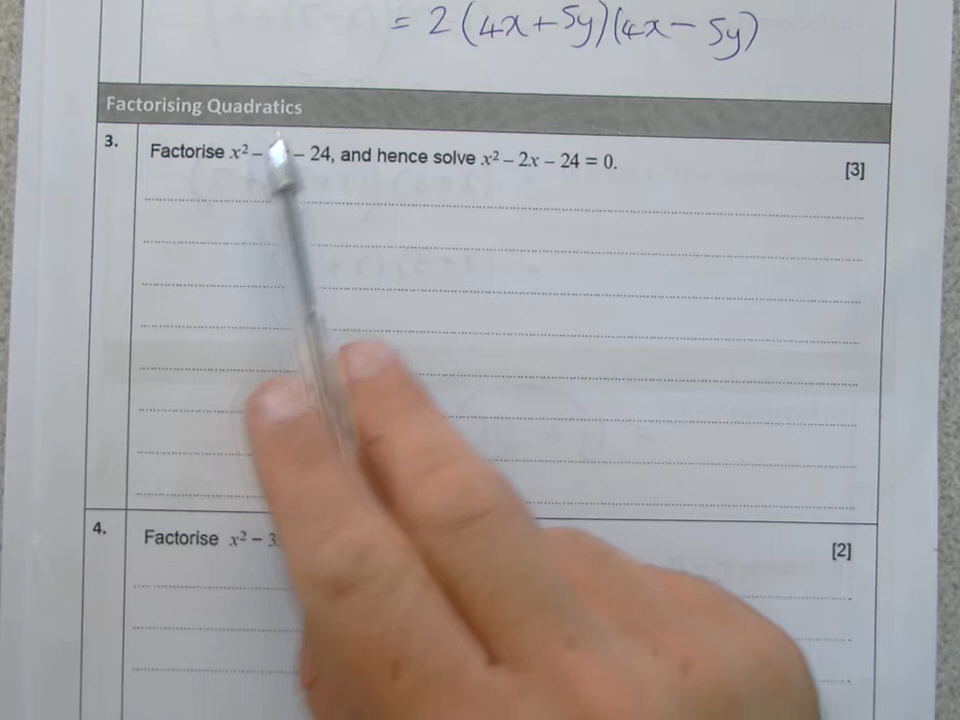 = 2 (4x+5y)(4x − 5y)
Factorising Quadratics
3. Factorise x² − – 24, and hence solve x² – 2x – 24 = 0. [3]
4. Factorise x² – 3 [2]